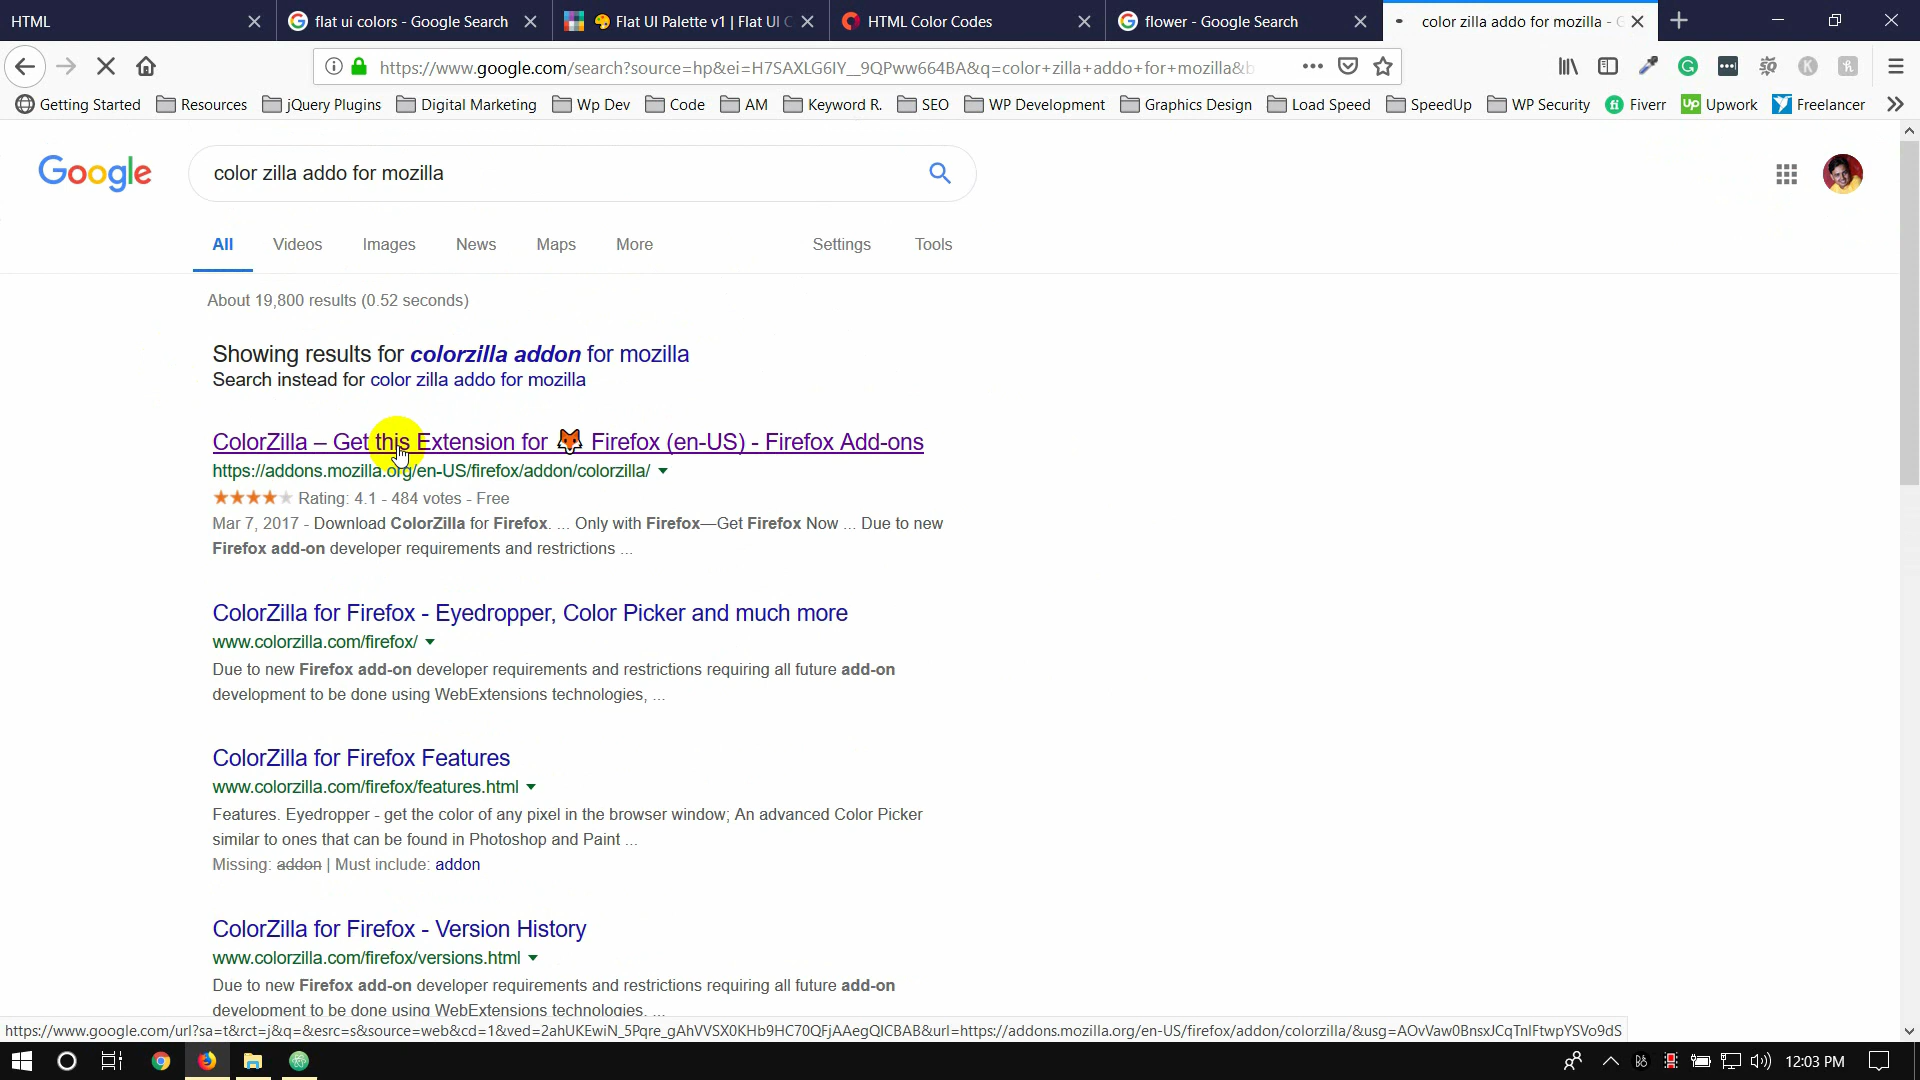 HTML
flat ui colors - Google Search
Flat UI Palette v1 | Flat UI C
HTML Color Codes
flower - Google Search
color zilla addo for mozilla - G
https://www.google.com/search?source=hp&ei=H7SAXLG6IY__9QPww664BA&q=color+zilla+addo+for+mozilla&b
Getting Started
Resources
jQuery Plugins
Digital Marketing
Wp Dev
Code
AM
Keyword R.
SEO
WP Development
Graphics Design
Load Speed
SpeedUp
WP Security
Fiverr
Upwork
Freelancer
Google
color zilla addo for mozilla
All
Videos
Images
News
Maps
More
Settings
Tools
About 19,800 results (0.52 seconds)
Showing results for colorzilla addon for mozilla
Search instead for color zilla addo for mozilla
ColorZilla – Get this Extension for 🦊 Firefox (en-US) - Firefox Add-ons
https://addons.mozilla.org/en-US/firefox/addon/colorzilla/
Rating: 4.1 - 484 votes - Free
Mar 7, 2017 - Download ColorZilla for Firefox. ... Only with Firefox—Get Firefox Now ... Due to new
Firefox add-on developer requirements and restrictions ...
ColorZilla for Firefox - Eyedropper, Color Picker and much more
www.colorzilla.com/firefox/
Due to new Firefox add-on developer requirements and restrictions requiring all future add-on
development to be done using WebExtensions technologies, ...
ColorZilla for Firefox Features
www.colorzilla.com/firefox/features.html
Features. Eyedropper - get the color of any pixel in the browser window; An advanced Color Picker
similar to ones that can be found in Photoshop and Paint ...
Missing: addon | Must include: addon
ColorZilla for Firefox - Version History
www.colorzilla.com/firefox/versions.html
Due to new Firefox add-on developer requirements and restrictions requiring all future add-on
development to be done using WebExtensions technologies. ...
https://www.google.com/url?sa=t&rct=j&q=&esrc=s&source=web&cd=1&ved=2ahUKEwiN_5Pqre_gAhVVSX0KHb9HC70QFjAAegQICBAB&url=https://addons.mozilla.org/en-US/firefox/addon/colorzilla/&usg=AOvVaw0BnsxJCqTnIFtwpYSVo9dS
12:03 PM